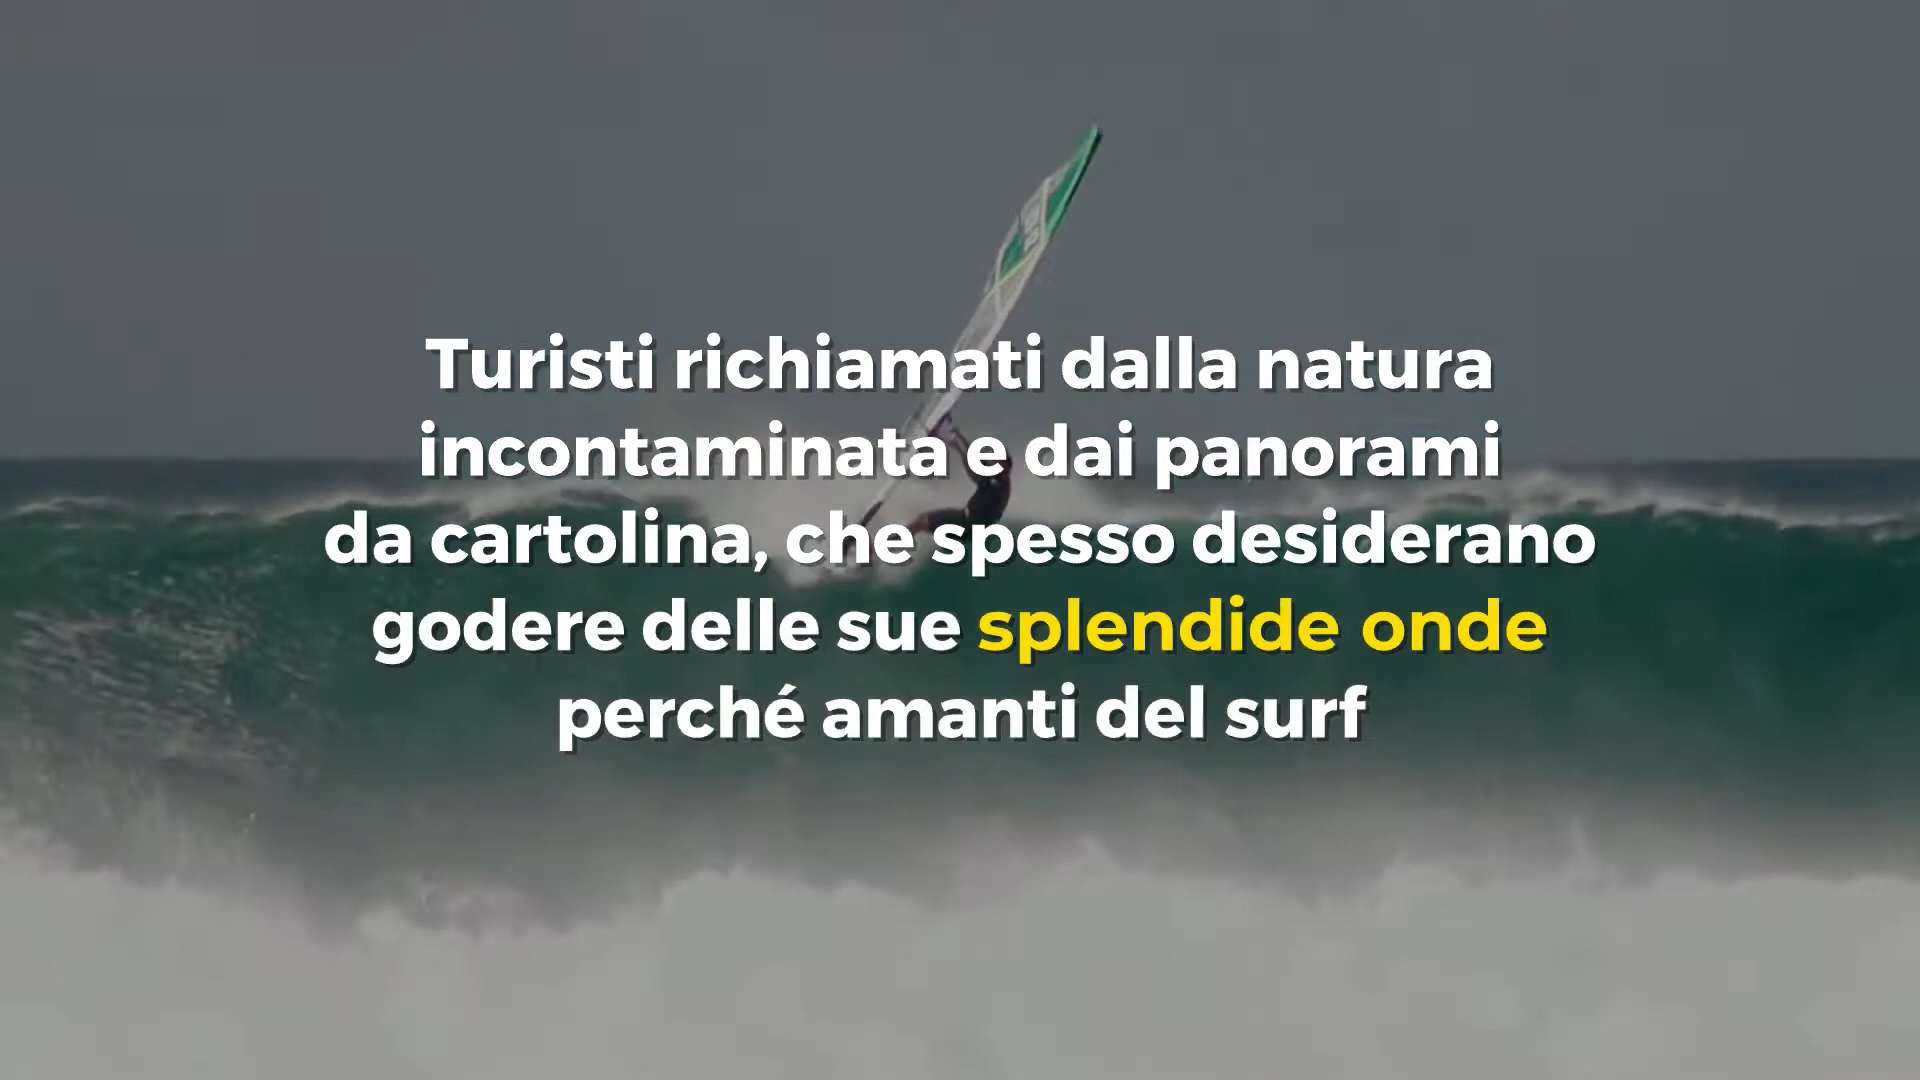 Turisti richiamati dalla natura
incontaminata e dai panorami
da cartolina, che spesso desiderano
godere delle sue splendide onde
perché amanti del surf